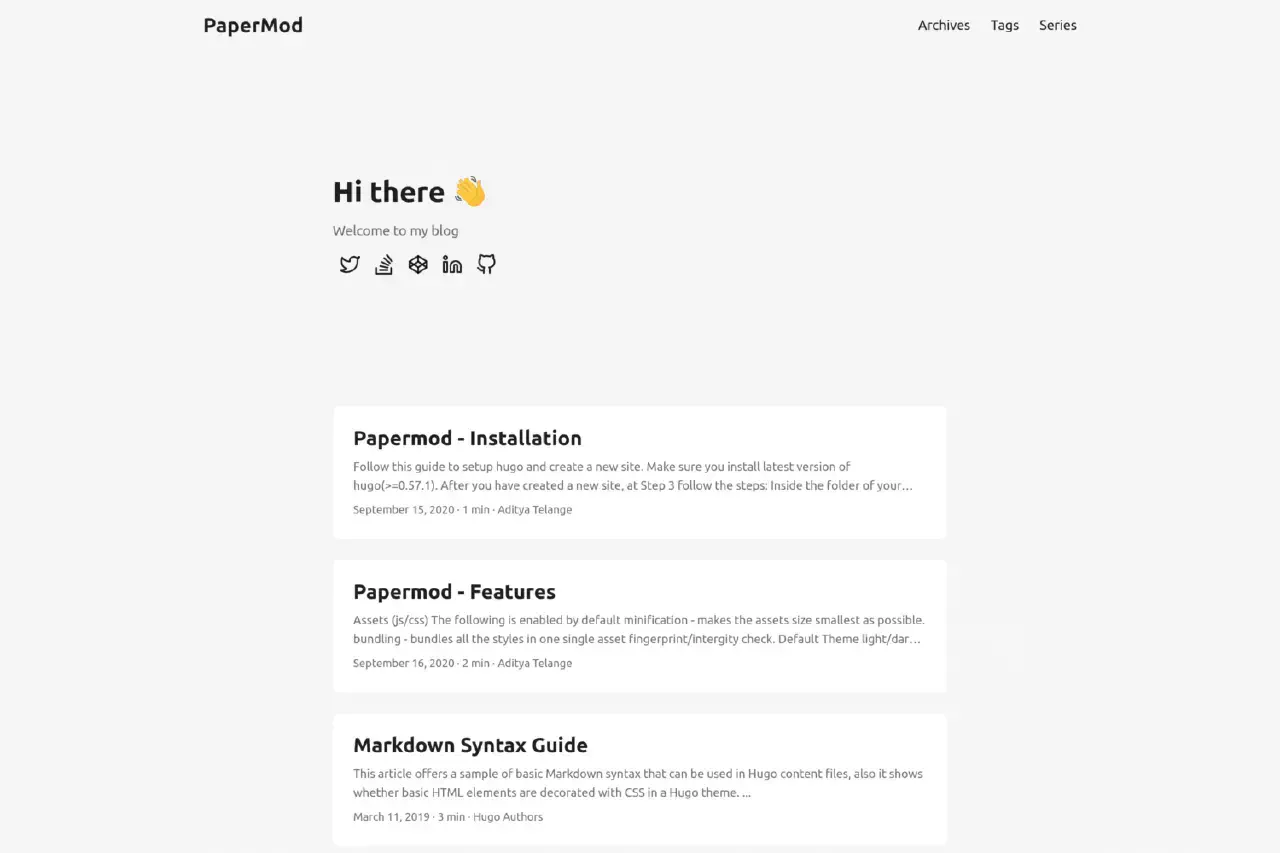 PaperMod
Archives Tags Series
Hi there 👋
Welcome to my blog
Papermod - Installation
Follow this guide to setup hugo and create a new site. Make sure you install latest version of
hugo(>=0.57.1). After you have created a new site, at Step 3 follow the steps: Inside the folder of your…
September 15, 2020 · 1 min · Aditya Telange
Papermod - Features
Assets (js/css) The following is enabled by default minification - makes the assets size smallest as possible.
bundling - bundles all the styles in one single asset fingerprint/intergity check. Default Theme light/dar…
September 16, 2020 · 2 min · Aditya Telange
Markdown Syntax Guide
This article offers a sample of basic Markdown syntax that can be used in Hugo content files, also it shows
whether basic HTML elements are decorated with CSS in a Hugo theme. ...
March 11, 2019 · 3 min · Hugo Authors